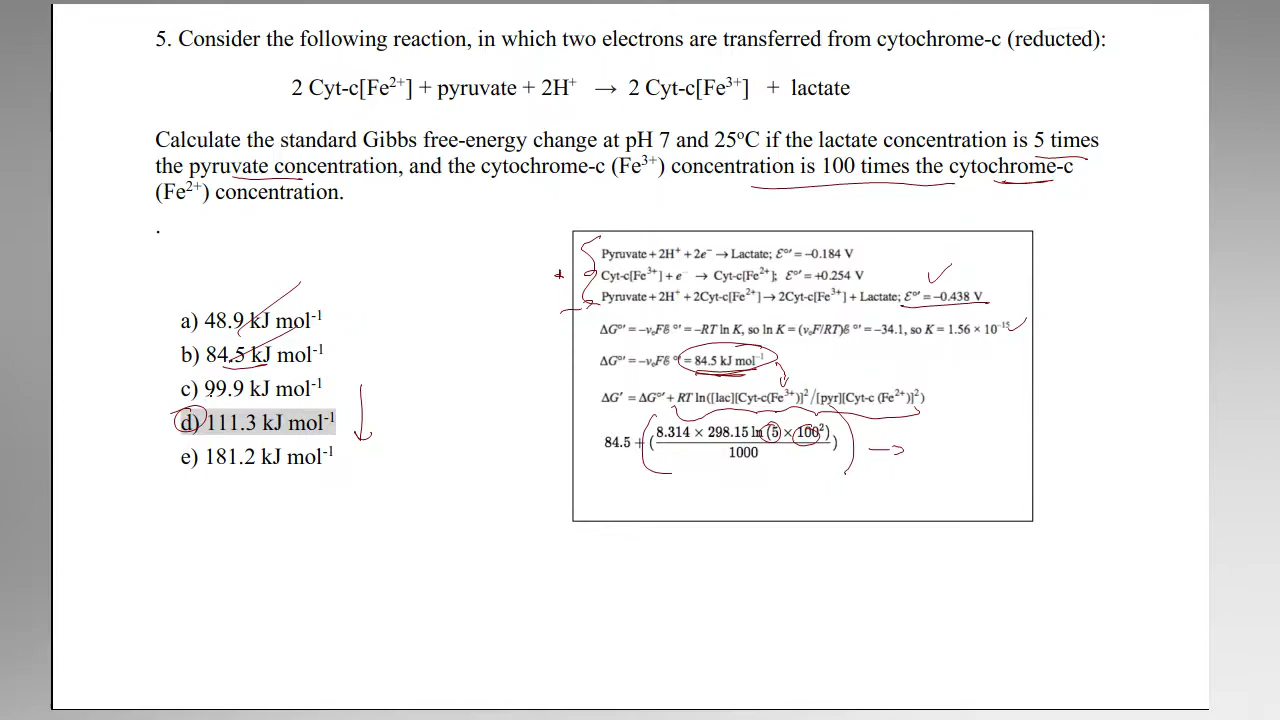 5. Consider the following reaction, in which two electrons are transferred from cytochrome-c (reducted):
2 Cyt-c[Fe²⁺] + pyruvate + 2H⁺ → 2 Cyt-c[Fe³⁺] + lactate
Calculate the standard Gibbs free-energy change at pH 7 and 25°C if the lactate concentration is 5 times
the pyruvate concentration, and the cytochrome-c (Fe³⁺) concentration is 100 times the cytochrome-c
(Fe²⁺) concentration.
.
a) 48.9 kJ mol⁻¹
b) 84.5 kJ mol⁻¹
c) 99.9 kJ mol⁻¹
d) 111.3 kJ mol⁻¹
e) 181.2 kJ mol⁻¹
Pyruvate + 2H⁺ + 2e⁻ → Lactate; ℰ°′ = −0.184 V
Cyt-c[Fe³⁺] + e⁻ → Cyt-c[Fe²⁺]; ℰ°′ = +0.254 V
Pyruvate + 2H⁺ + 2Cyt-c[Fe²⁺] → 2Cyt-c[Fe³⁺] + Lactate; ℰ°′ = −0.438 V
ΔG°′ = −νₑFℰ°′ = −RT ln K, so ln K = (νₑF/RT)ℰ°′ = −34.1, so K = 1.56 × 10⁻¹⁵
ΔG°′ = −νₑFℰ°′ = 84.5 kJ mol⁻¹
ΔG′ = ΔG°′ + RT ln([lac][Cyt-c(Fe³⁺)]²/[pyr][Cyt-c (Fe²⁺)]²)
84.5 + (8.314 × 298.15 ln (5 × 100²) / 1000)